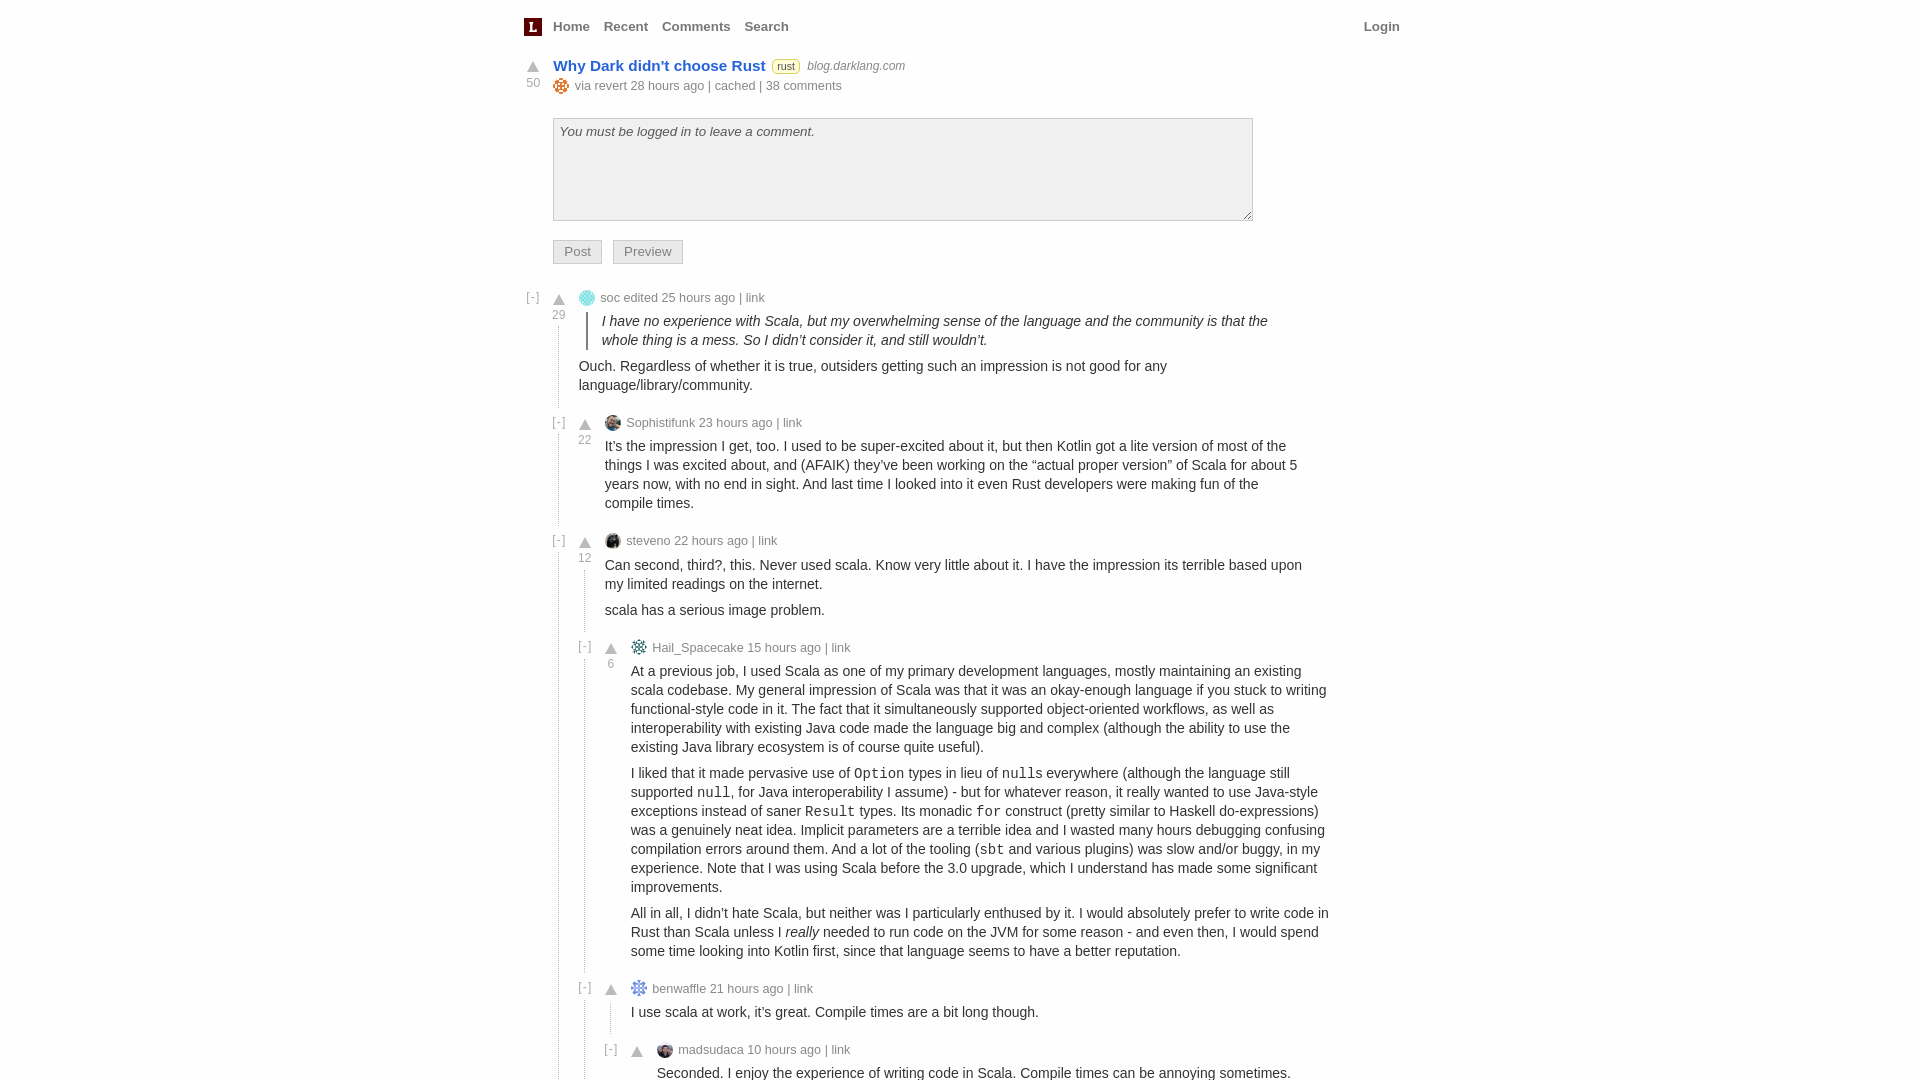 L Home Recent Comments Search Login
Why Dark didn't choose Rust rust blog.darklang.com
50
via revert 28 hours ago | cached | 38 comments
You must be logged in to leave a comment.
Post Preview
[-] soc edited 25 hours ago | link
29
I have no experience with Scala, but my overwhelming sense of the language and the community is that the
whole thing is a mess. So I didn’t consider it, and still wouldn’t.
Ouch. Regardless of whether it is true, outsiders getting such an impression is not good for any
language/library/community.
[-] Sophistifunk 23 hours ago | link
22
It’s the impression I get, too. I used to be super-excited about it, but then Kotlin got a lite version of most of the
things I was excited about, and (AFAIK) they’ve been working on the “actual proper version” of Scala for about 5
years now, with no end in sight. And last time I looked into it even Rust developers were making fun of the
compile times.
[-] steveno 22 hours ago | link
12
Can second, third?, this. Never used scala. Know very little about it. I have the impression its terrible based upon
my limited readings on the internet.
scala has a serious image problem.
[-] Hail_Spacecake 15 hours ago | link
6
At a previous job, I used Scala as one of my primary development languages, mostly maintaining an existing
scala codebase. My general impression of Scala was that it was an okay-enough language if you stuck to writing
functional-style code in it. The fact that it simultaneously supported object-oriented workflows, as well as
interoperability with existing Java code made the language big and complex (although the ability to use the
existing Java library ecosystem is of course quite useful).
I liked that it made pervasive use of Option types in lieu of nulls everywhere (although the language still
supported null, for Java interoperability I assume) - but for whatever reason, it really wanted to use Java-style
exceptions instead of saner Result types. Its monadic for construct (pretty similar to Haskell do-expressions)
was a genuinely neat idea. Implicit parameters are a terrible idea and I wasted many hours debugging confusing
compilation errors around them. And a lot of the tooling (sbt and various plugins) was slow and/or buggy, in my
experience. Note that I was using Scala before the 3.0 upgrade, which I understand has made some significant
improvements.
All in all, I didn’t hate Scala, but neither was I particularly enthused by it. I would absolutely prefer to write code in
Rust than Scala unless I really needed to run code on the JVM for some reason - and even then, I would spend
some time looking into Kotlin first, since that language seems to have a better reputation.
[-] benwaffle 21 hours ago | link
I use scala at work, it’s great. Compile times are a bit long though.
[-] madsudaca 10 hours ago | link
Seconded. I enjoy the experience of writing code in Scala. Compile times can be annoying sometimes.